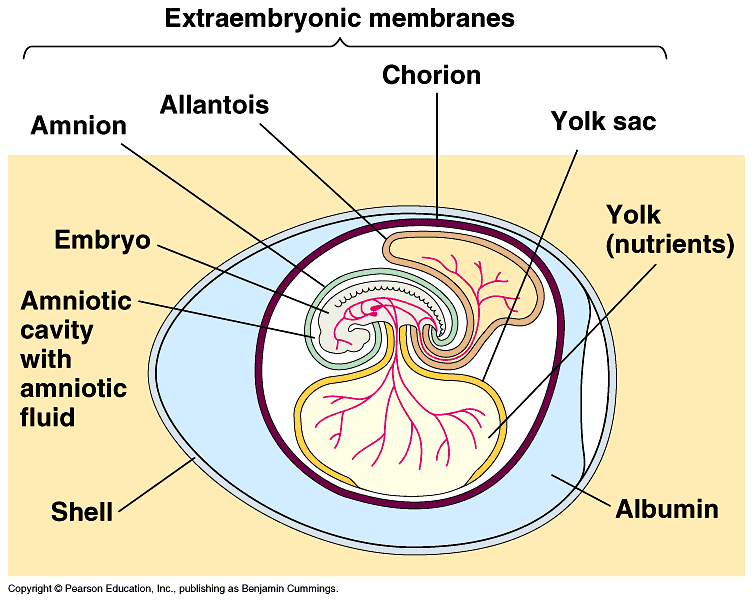 Extraembryonic membranes
Chorion
Allantois
Amnion
Yolk sac
Yolk
(nutrients)
Embryo
Amniotic
cavity
with
amniotic
fluid
Shell
Albumin
Copyright © Pearson Education, Inc., publishing as Benjamin Cummings.